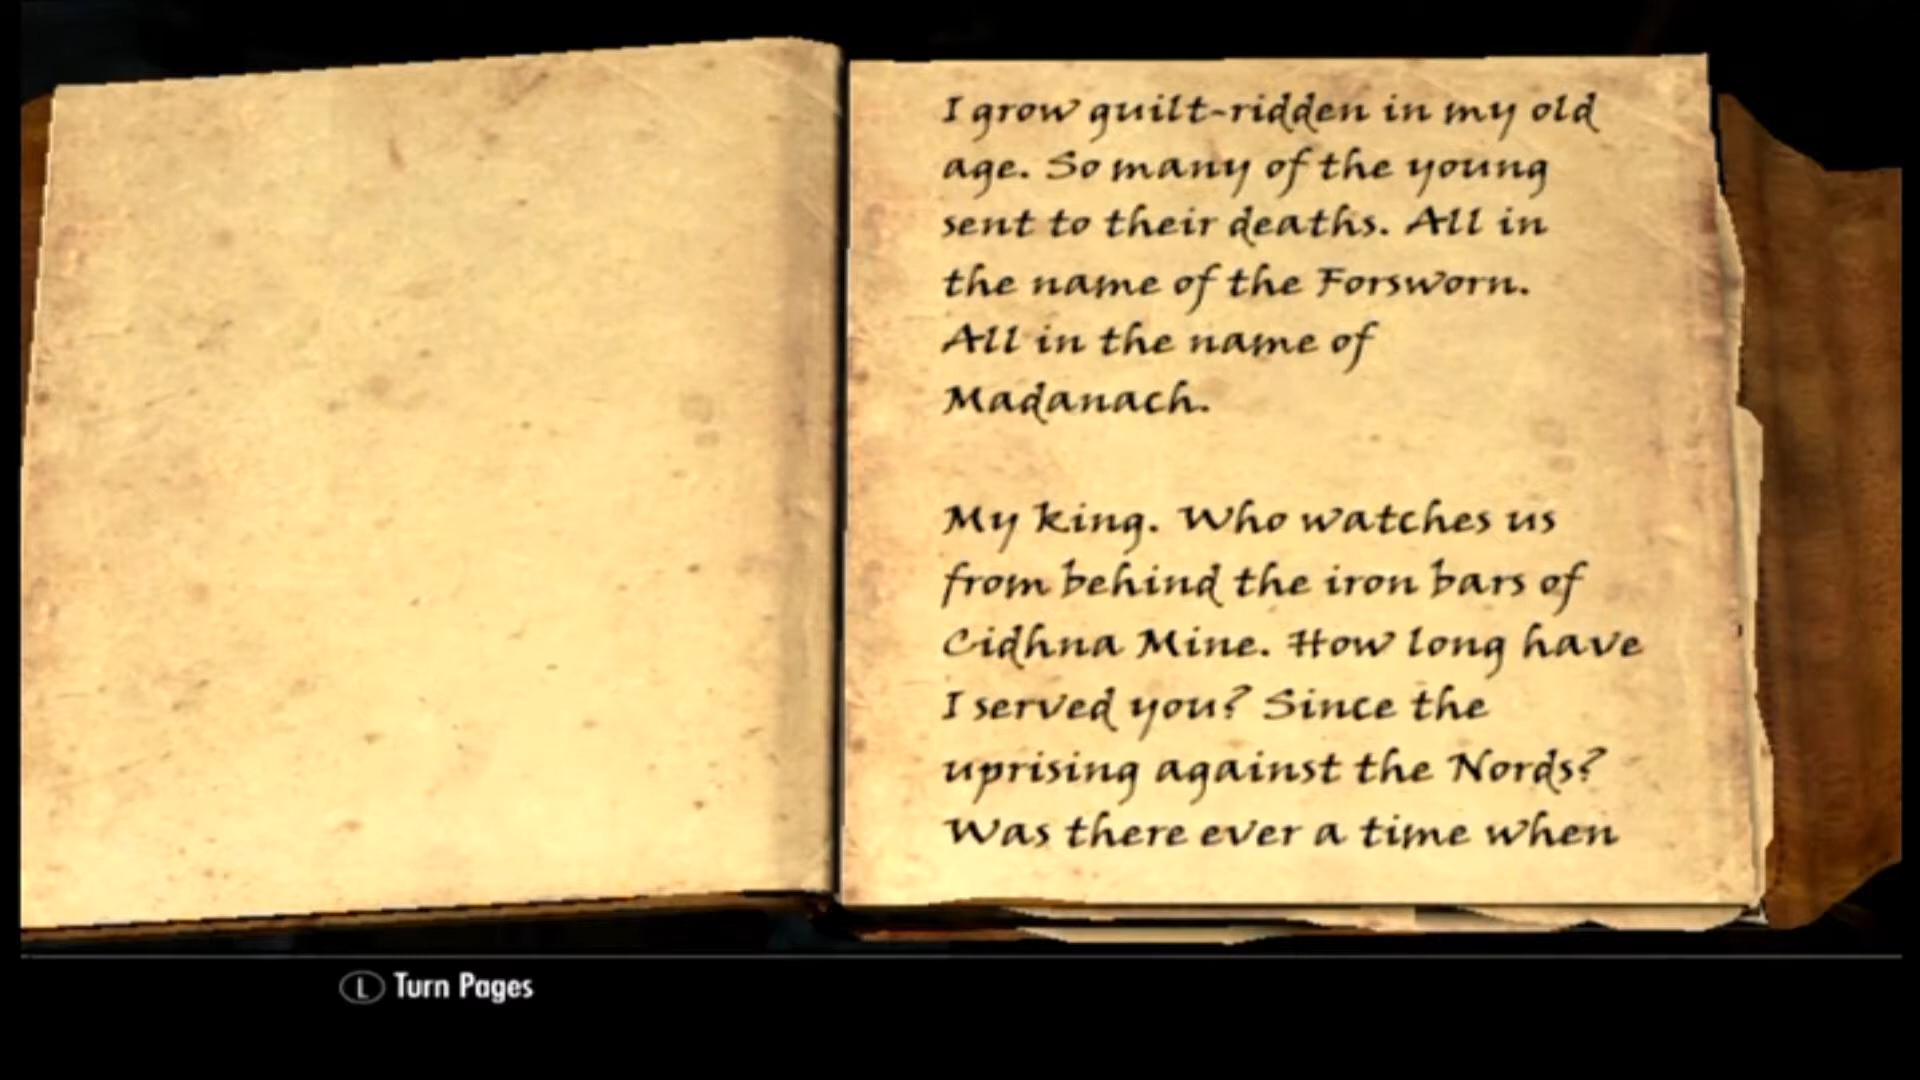 I grow guilt-ridden in my old
age. So many of the young
sent to their deaths. All in
the name of the Forsworn.
All in the name of
Madanach.
My king. Who watches us
from behind the iron bars of
Cidhna Mine. How long have
I served you? Since the
uprising against the Nords?
Was there ever a time when
L Turn Pages